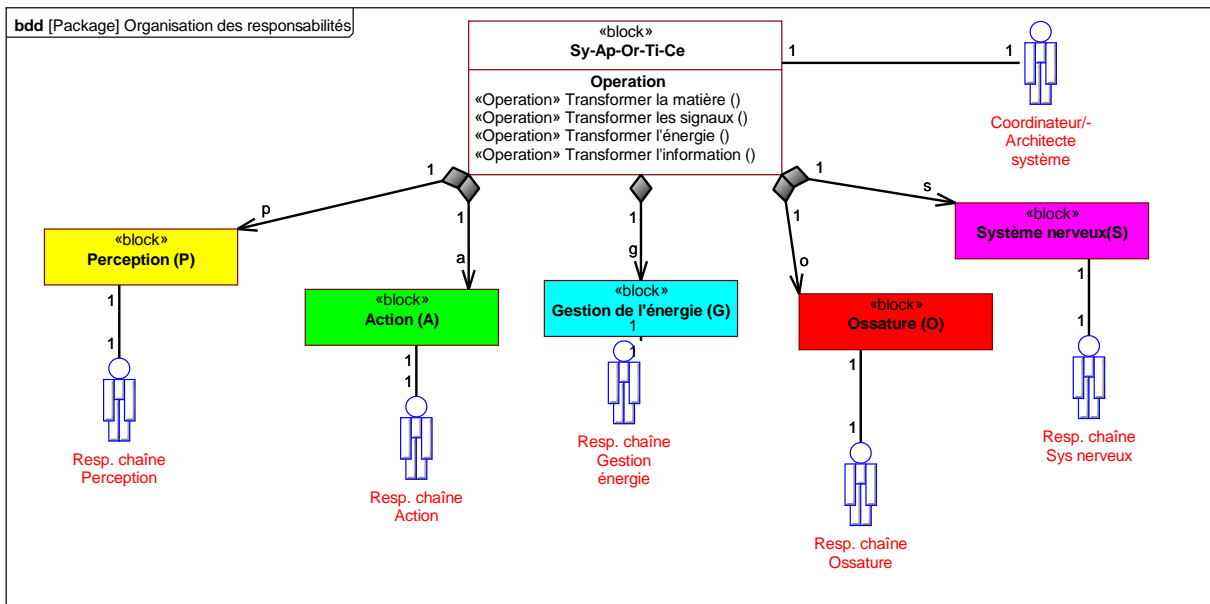 bdd [Package] Organisation des responsabilités
«block»
Sy-Ap-Or-Ti-Ce
Operation
«Operation» Transformer la matière ()
«Operation» Transformer les signaux ()
«Operation» Transformer l'énergie ()
«Operation» Transformer l'information ()
1
1
Coordinateur/-
Architecte
système
1
p
1
a
1
g
1
o
1
s
«block»
Perception (P)
1
1
Resp. chaîne
Perception
«block»
Action (A)
1
1
Resp. chaîne
Action
«block»
Gestion de l'énergie (G)
1
1
Resp. chaîne
Gestion
énergie
«block»
Ossature (O)
1
1
Resp. chaîne
Ossature
«block»
Système nerveux(S)
1
1
Resp. chaîne
Sys nerveux